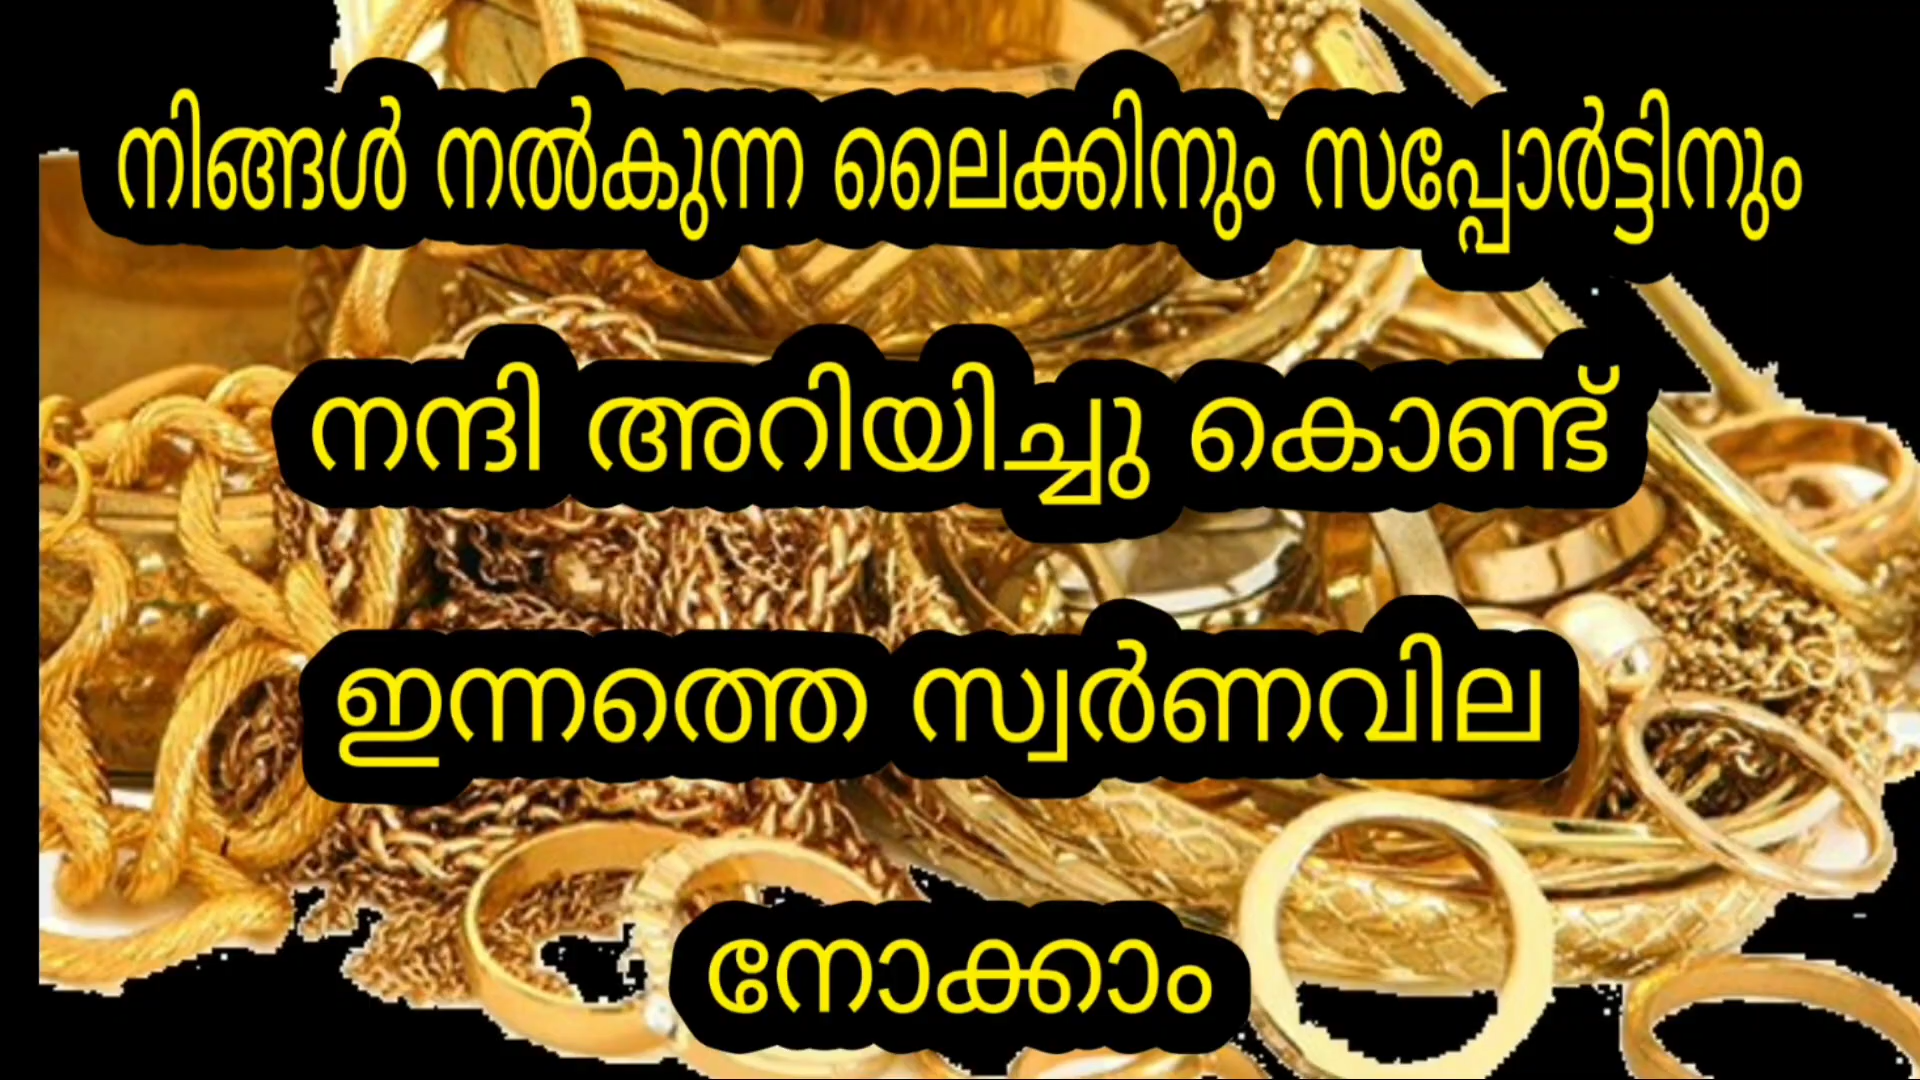 നിങ്ങൾ നൽകുന്ന ലൈക്കിനും സപ്പോർട്ടിനും
നന്ദി അറിയിച്ചു കൊണ്ട്
ഇന്നത്തെ സ്വർണവില
നോക്കാം